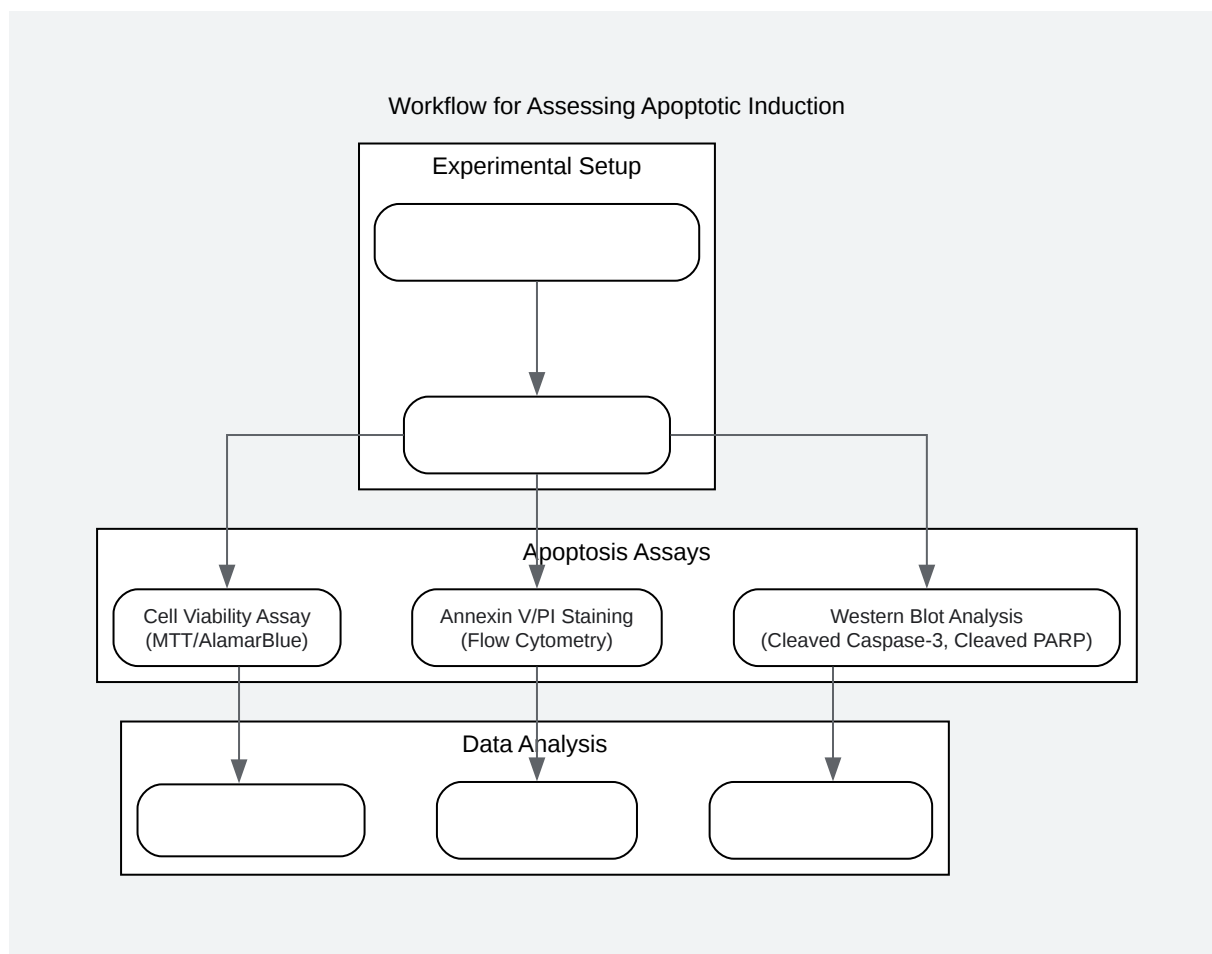 Workflow for Assessing Apoptotic Induction
Experimental Setup
Apoptosis Assays
Cell Viability Assay
(MTT/AlamarBlue)
Annexin V/PI Staining
(Flow Cytometry)
Western Blot Analysis
(Cleaved Caspase-3, Cleaved PARP)
Data Analysis